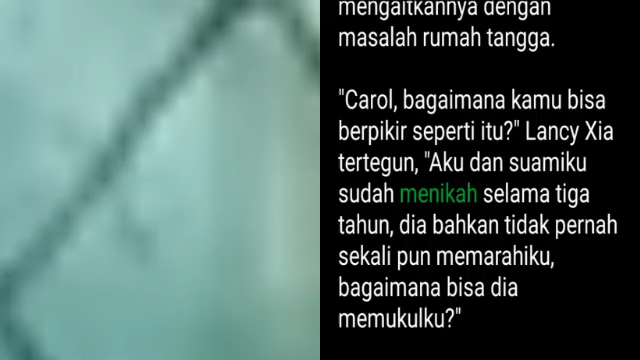 mengaitkannya dengan
masalah rumah tangga.
"Carol, bagaimana kamu bisa
berpikir seperti itu?" Lancy Xia
tertegun, "Aku dan suamiku
sudah menikah selama tiga
tahun, dia bahkan tidak pernah
sekali pun memarahiku,
bagaimana bisa dia
memukulku?"